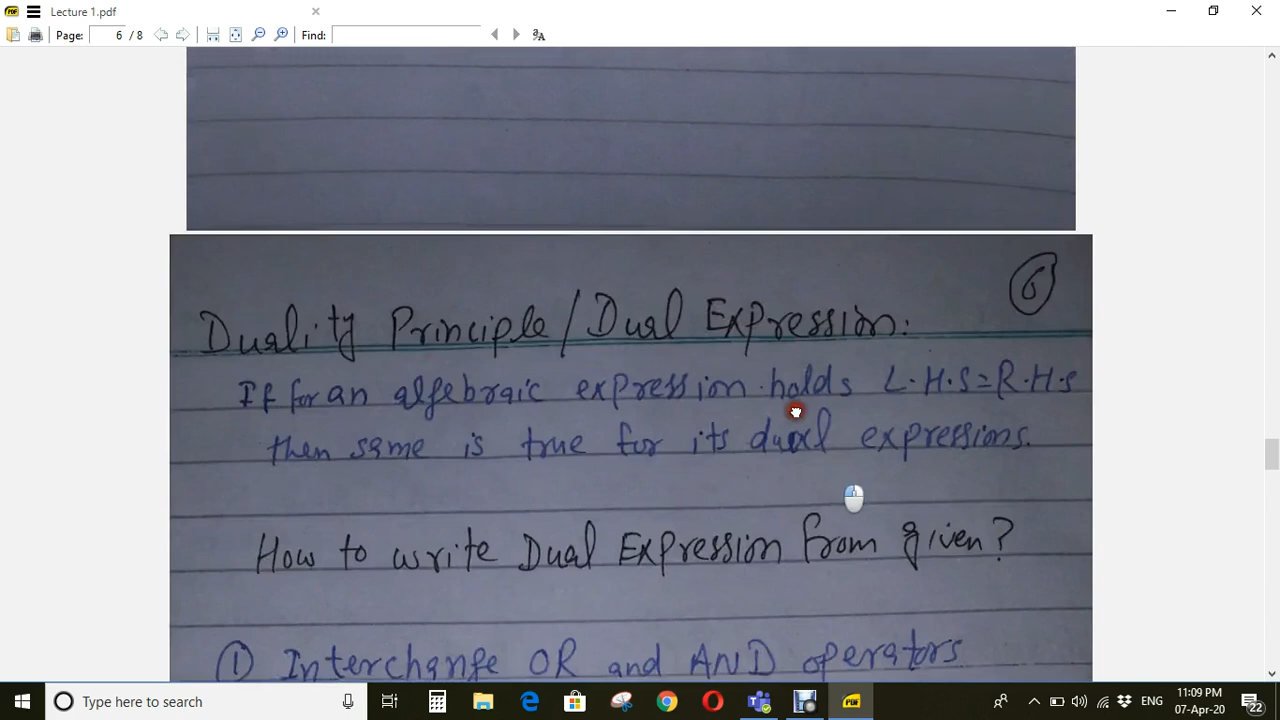 Lecture 1.pdf
Page: 6 / 8 Find:
Duality Principle/Dual Expression:
6
If for an algebraic expression holds L.H.S=R.H.S
then same is true for its dual expressions.
How to write Dual Expression from given?
① Interchange OR and AND operators
Type here to search
ENG
11:09 PM
07-Apr-20
22